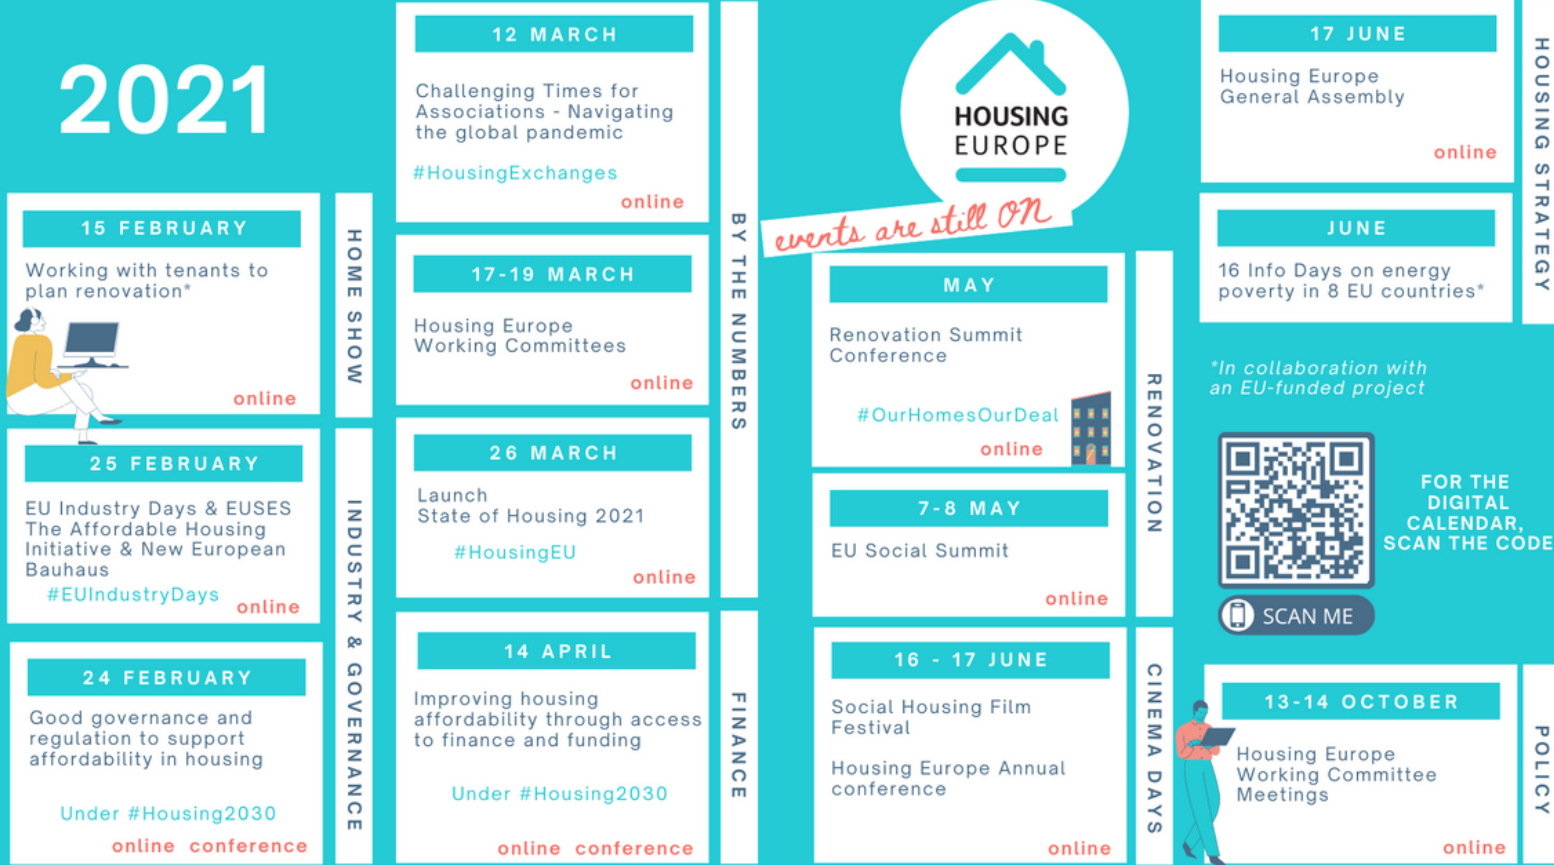 2021
15 FEBRUARY
Working with tenants to
plan renovation*
online
HOME SHOW
25 FEBRUARY
EU Industry Days & EUSES
The Affordable Housing
Initiative & New European
Bauhaus
#EUIndustryDays
online
24 FEBRUARY
Good governance and
regulation to support
affordability in housing
Under #Housing2030
online conference
INDUSTRY & GOVERNANCE
12 MARCH
Challenging Times for
Associations - Navigating
the global pandemic
#HousingExchanges
online
17-19 MARCH
Housing Europe
Working Committees
online
26 MARCH
Launch
State of Housing 2021
#HousingEU
online
BY THE NUMBERS
14 APRIL
Improving housing
affordability through access
to finance and funding
Under #Housing2030
online conference
FINANCE
HOUSING
EUROPE
events are still ON
MAY
Renovation Summit
Conference
#OurHomesOurDeal
online
7-8 MAY
EU Social Summit
online
RENOVATION
16 - 17 JUNE
Social Housing Film
Festival
Housing Europe Annual
conference
online
CINEMA DAYS
17 JUNE
Housing Europe
General Assembly
online
JUNE
16 Info Days on energy
poverty in 8 EU countries*
HOUSING STRATEGY
*In collaboration with
an EU-funded project
FOR THE
DIGITAL
CALENDAR,
SCAN THE CODE
SCAN ME
13-14 OCTOBER
Housing Europe
Working Committee
Meetings
online
POLICY